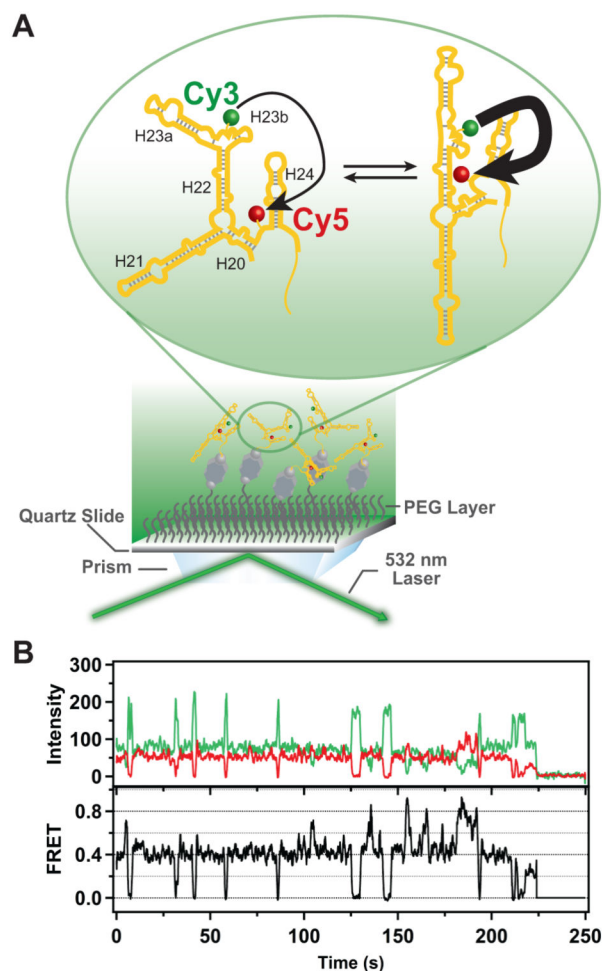 A
Cy3
H23b
H23a
H22
H24
Cy5
H21
H20
Quartz Slide
PEG Layer
Prism
532 nm
Laser
B
300
200
100
0
Intensity
0.8
0.4
0.0
FRET
0 50 100 150 200 250
Time (s)